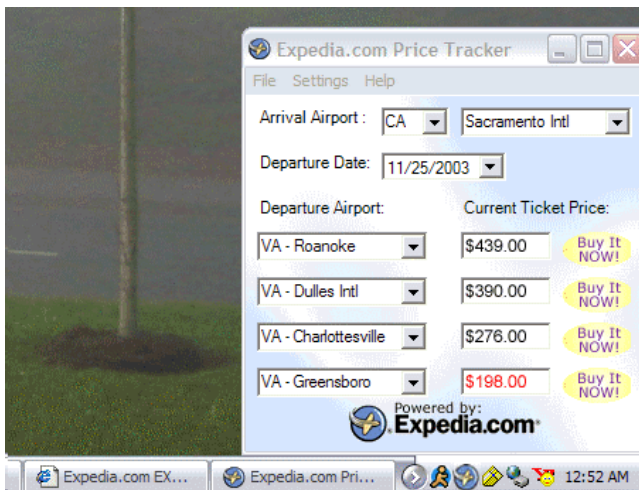 Expedia.com Price Tracker
File Settings Help
Arrival Airport : CA Sacramento Intl
Departure Date: 11/25/2003
Departure Airport: Current Ticket Price:
VA - Roanoke $439.00 Buy It NOW!
VA - Dulles Intl $390.00 Buy It NOW!
VA - Charlottesville $276.00 Buy It NOW!
VA - Greensboro $198.00 Buy It NOW!
Powered by:
Expedia.com
Expedia.com EX... Expedia.com Pri... 12:52 AM